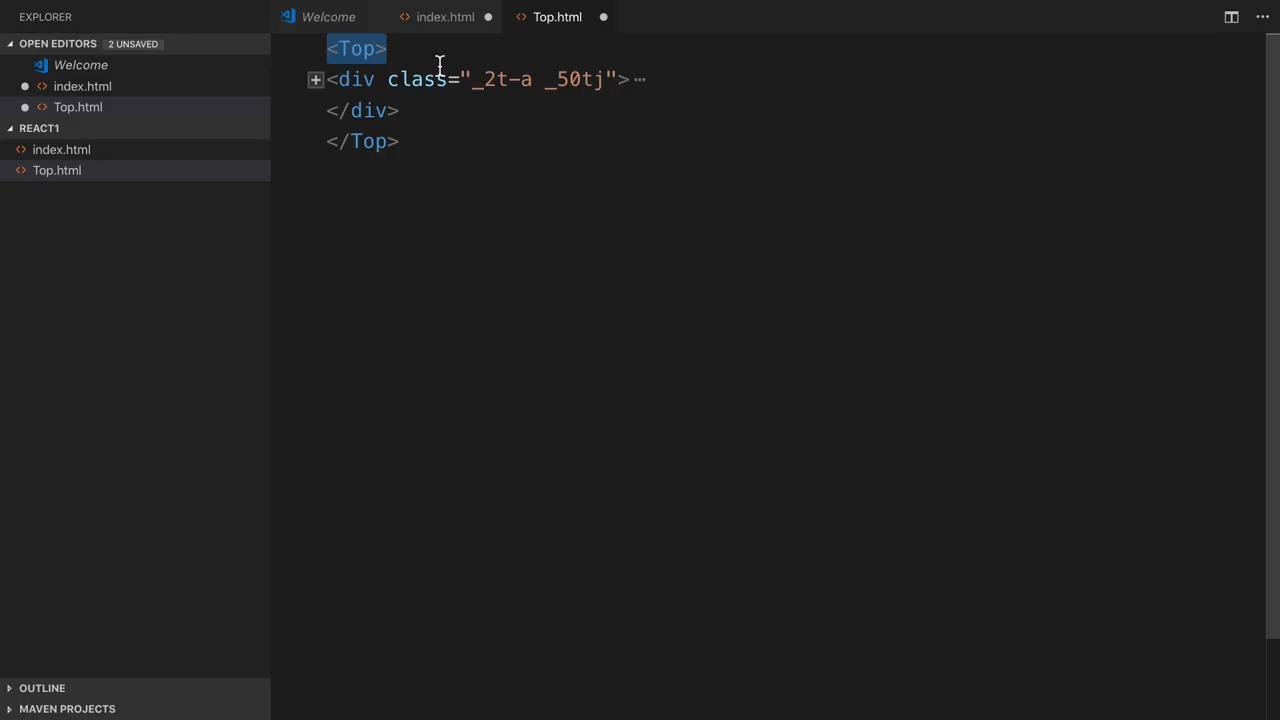 EXPLORER
OPEN EDITORS 2 UNSAVED
Welcome
index.html
Top.html
REACT1
index.html
Top.html
OUTLINE
MAVEN PROJECTS
Welcome index.html Top.html
<Top>
<div class="_2t-a _50tj">
</div>
</Top>